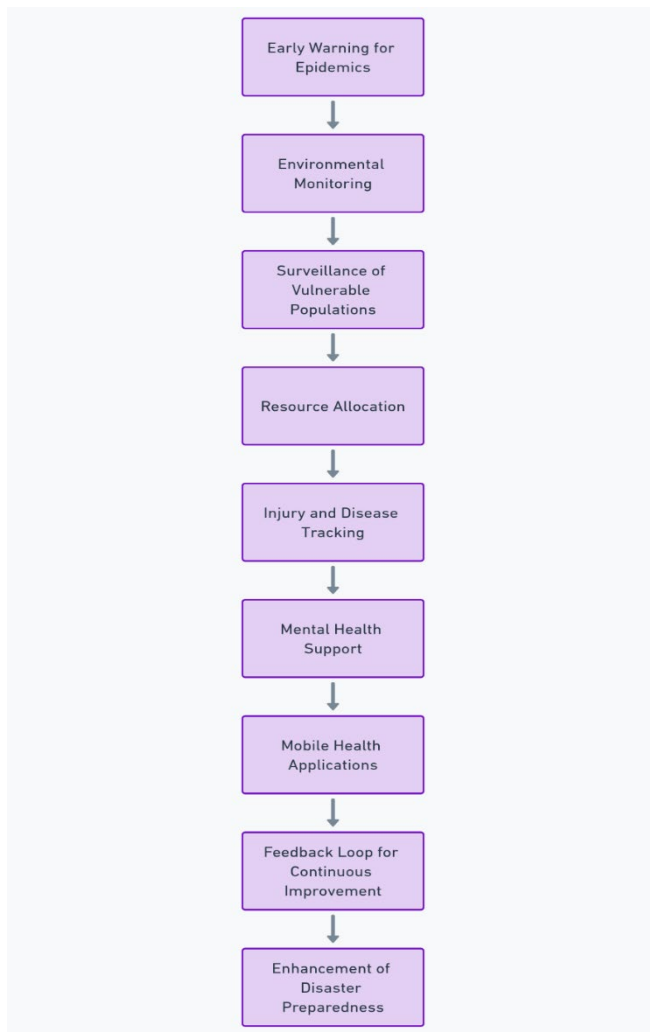 Early Warning for
Epidemics
Environmental
Monitoring
Surveillance of
Vulnerable
Populations
Resource Allocation
Injury and Disease
Tracking
Mental Health
Support
Mobile Health
Applications
Feedback Loop for
Continuous
Improvement
Enhancement of
Disaster
Preparedness